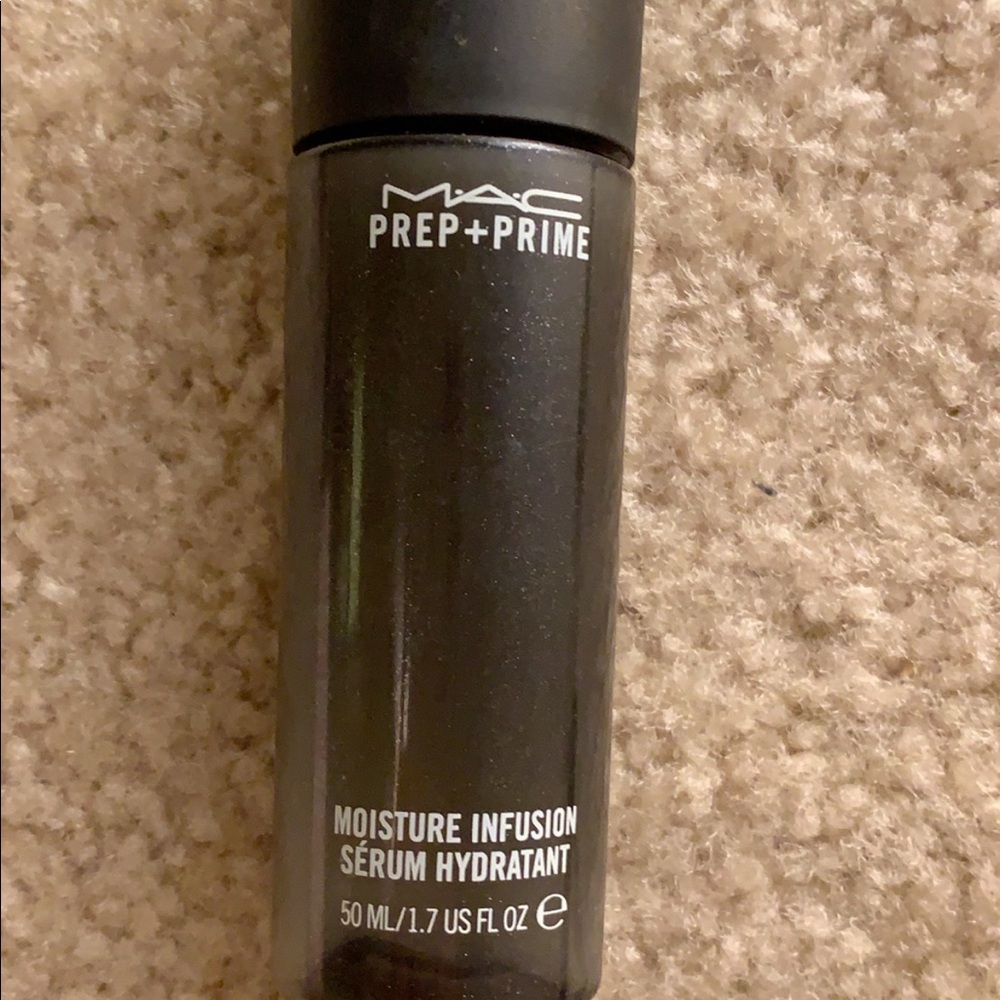 M·A·C
PREP+PRIME
MOISTURE INFUSION
SÉRUM HYDRATANT
50 ML/1.7 US FL OZ ℮